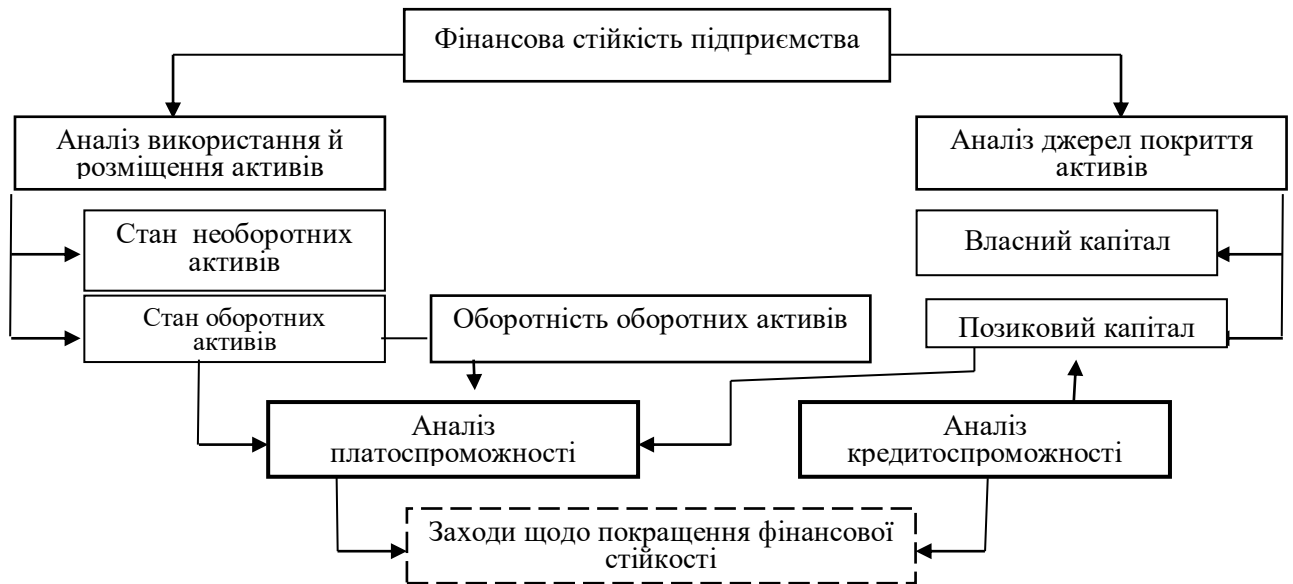 Фінансова стійкість підприємства
Аналіз використання й
розміщення активів
Аналіз джерел покриття
активів
Стан необоротних
активів
Власний капітал
Стан оборотних
активів
Оборотність оборотних активів
Позиковий капітал
Аналіз
платоспроможності
Аналіз
кредитоспроможності
Заходи щодо покращення фінансової
стійкості